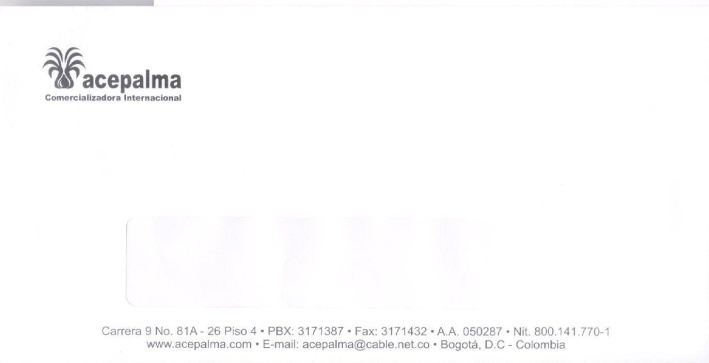 acepalma
Comercializadora Internacional
Carrera 9 No. 81A - 26 Piso 4 • PBX: 3171387 • Fax: 3171432 • A.A. 050287 • Nit. 800.141.770-1
www.acepalma.com • E-mail: acepalma@cable.net.co • Bogotá, D.C - Colombia